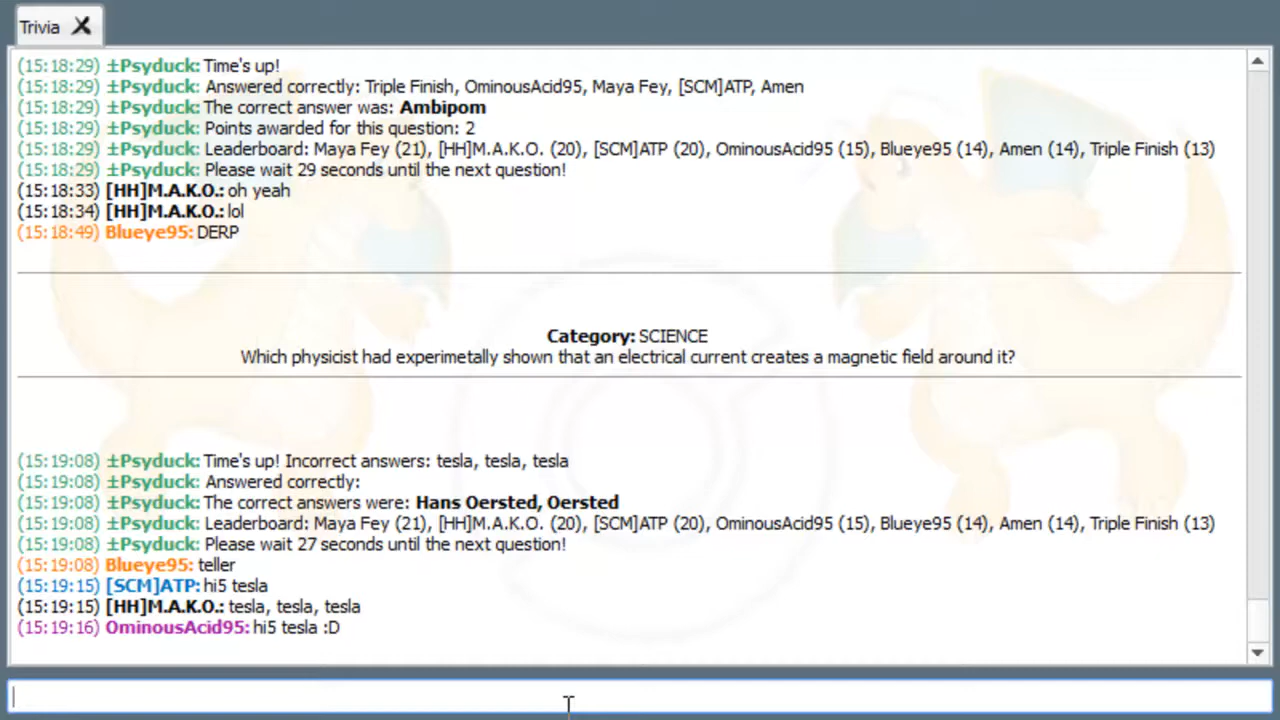 Trivia X
(15:18:29) ±Psyduck: Time's up!
(15:18:29) ±Psyduck: Answered correctly: Triple Finish, OminousAcid95, Maya Fey, [SCM]ATP, Amen
(15:18:29) ±Psyduck: The correct answer was: Ambipom
(15:18:29) ±Psyduck: Points awarded for this question: 2
(15:18:29) ±Psyduck: Leaderboard: Maya Fey (21), [HH]M.A.K.O. (20), [SCM]ATP (20), OminousAcid95 (15), Blueye95 (14), Amen (14), Triple Finish (13)
(15:18:29) ±Psyduck: Please wait 29 seconds until the next question!
(15:18:33) [HH]M.A.K.O.: oh yeah
(15:18:34) [HH]M.A.K.O.: lol
(15:18:49) Blueye95: DERP
Category: SCIENCE
Which physicist had experimetally shown that an electrical current creates a magnetic field around it?
(15:19:08) ±Psyduck: Time's up! Incorrect answers: tesla, tesla, tesla
(15:19:08) ±Psyduck: Answered correctly:
(15:19:08) ±Psyduck: The correct answers were: Hans Oersted, Oersted
(15:19:08) ±Psyduck: Leaderboard: Maya Fey (21), [HH]M.A.K.O. (20), [SCM]ATP (20), OminousAcid95 (15), Blueye95 (14), Amen (14), Triple Finish (13)
(15:19:08) ±Psyduck: Please wait 27 seconds until the next question!
(15:19:08) Blueye95: teller
(15:19:15) [SCM]ATP: hi5 tesla
(15:19:15) [HH]M.A.K.O.: tesla, tesla, tesla
(15:19:16) OminousAcid95: hi5 tesla :D